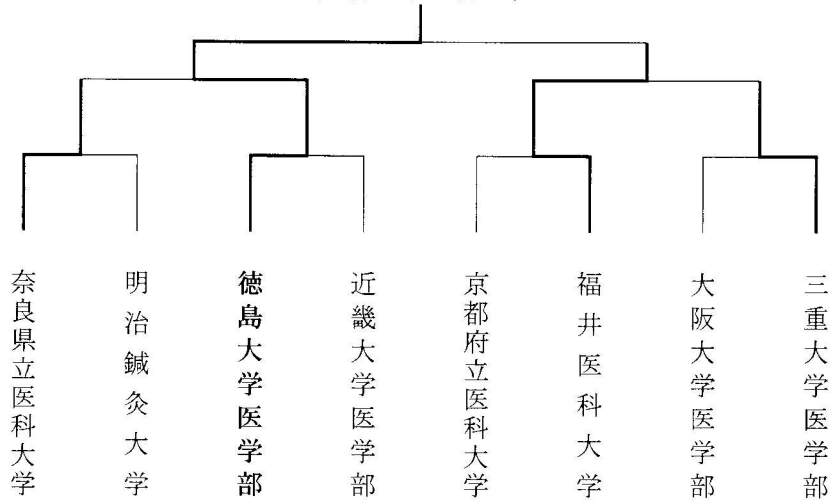 奈良県立医科大学
明治鍼灸大学
徳島大学医学部
近畿大学医学部
京都府立医科大学
福井医科大学
大阪大学医学部
三重大学医学部